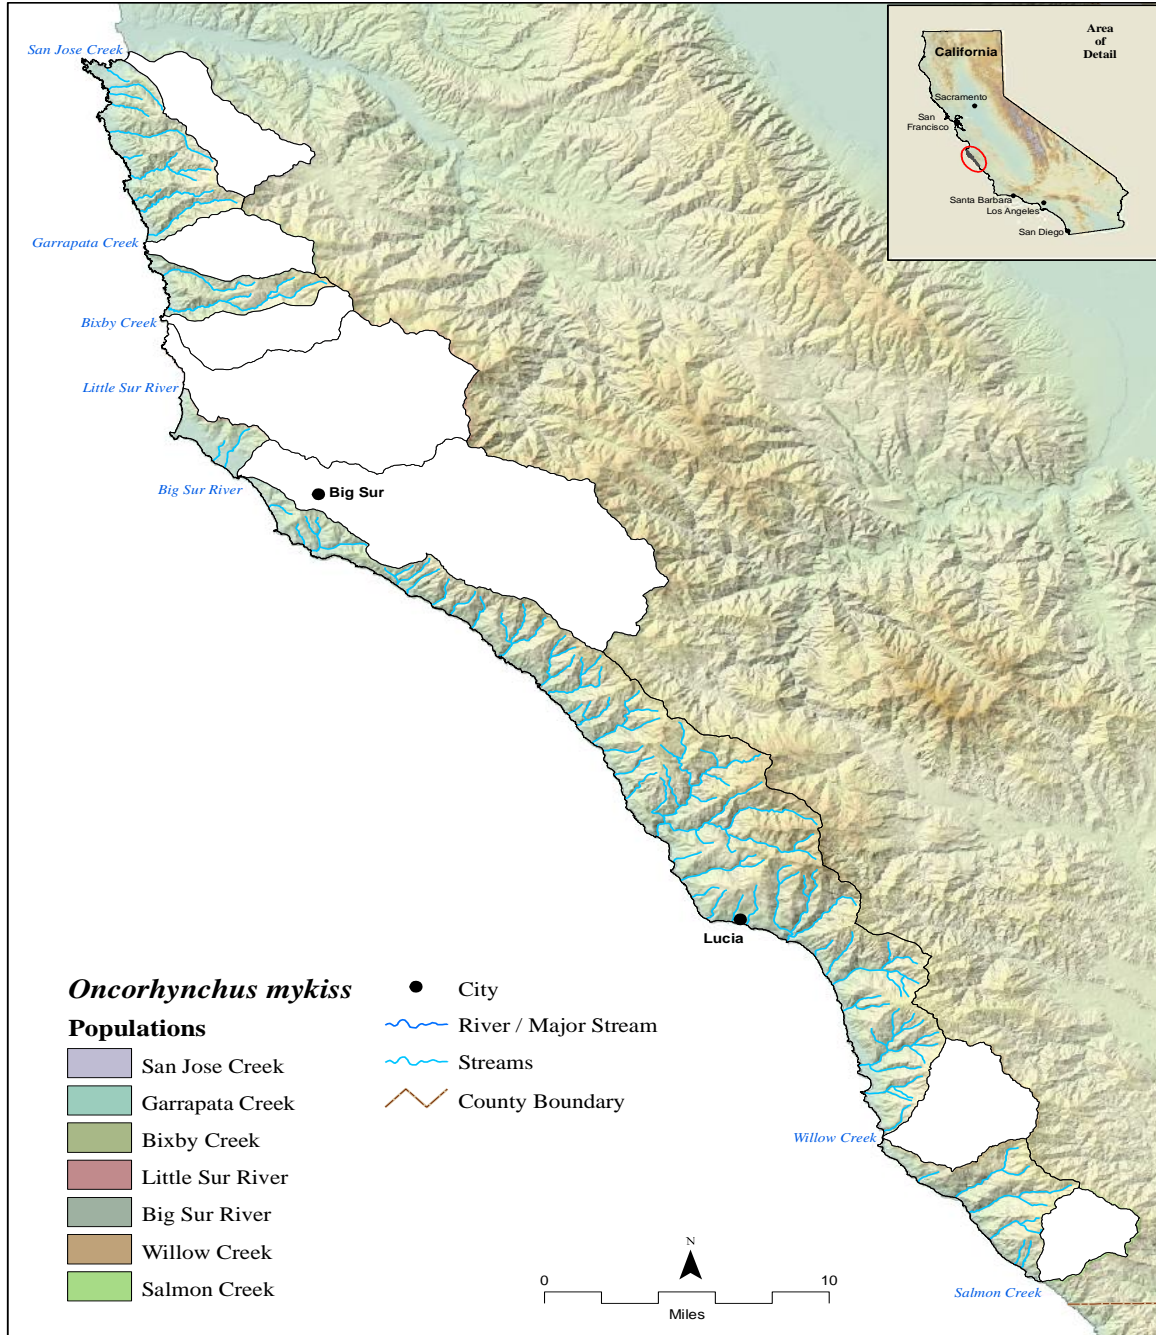 San Jose Creek
Garrapata Creek
Bixby Creek
Little Sur River
Big Sur River
Big Sur
Lucia
Willow Creek
Salmon Creek
Area
of
Detail
California
Sacramento
San
Francisco
Santa Barbara
Los Angeles
San Diego
Oncorhynchus mykiss
Populations
San Jose Creek
Garrapata Creek
Bixby Creek
Little Sur River
Big Sur River
Willow Creek
Salmon Creek
City
River / Major Stream
Streams
County Boundary
N
0 10
Miles